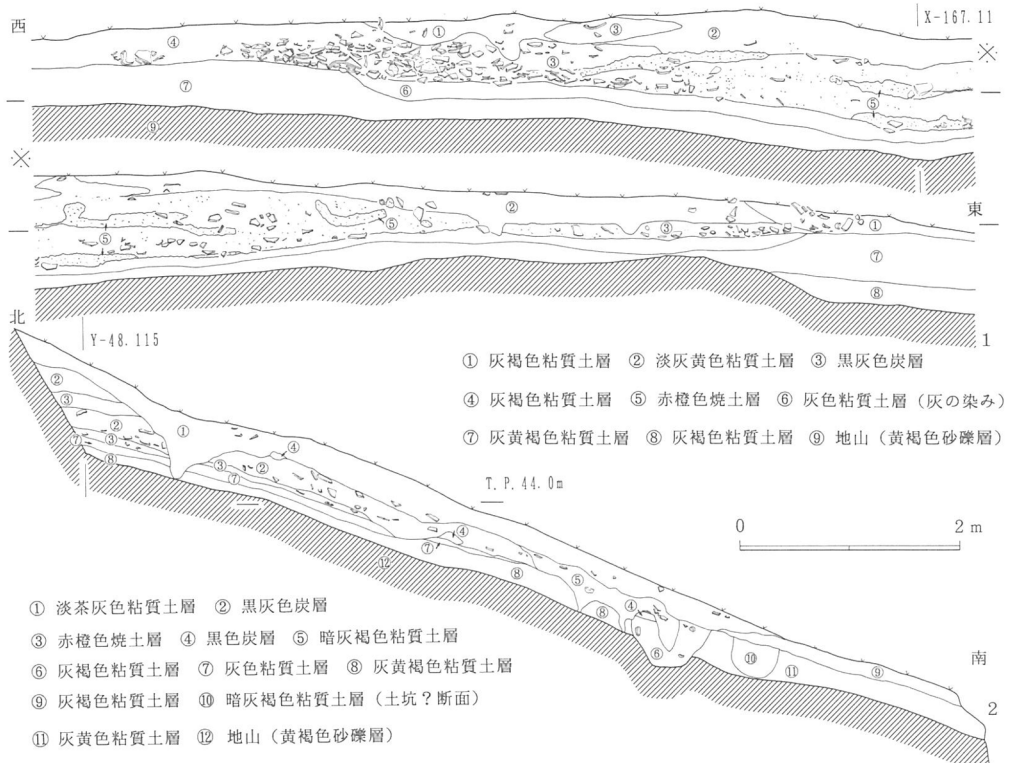 西
④
①
③
②
X-167.11
※
③
⑦
⑥
⑤
⑨
※
②
東
⑤
⑤
③
①
⑦
⑧
北
1
Y-48.115
① 灰褐色粘質土層 ② 淡灰黄色粘質土層 ③ 黒灰色炭層
④ 灰褐色粘質土層 ⑤ 赤橙色焼土層 ⑥ 灰色粘質土層(灰の染み)
⑦ 灰黄褐色粘質土層 ⑧ 灰褐色粘質土層 ⑨ 地山(黄褐色砂礫層)
②
③
②
③
⑦
⑧
①
④
③
②
⑦
T.P.44.0m
④
⑦
⑫
⑧
⑤
⑧
④
⑥
⑩
⑪
⑨
南
2
0 2 m
① 淡茶灰色粘質土層 ② 黒灰色炭層
③ 赤橙色焼土層 ④ 黒色炭層 ⑤ 暗灰褐色粘質土層
⑥ 灰褐色粘質土層 ⑦ 灰色粘質土層 ⑧ 灰黄褐色粘質土層
⑨ 灰褐色粘質土層 ⑩ 暗灰褐色粘質土層(土坑?断面)
⑪ 灰黄色粘質土層 ⑫ 地山(黄褐色砂礫層)